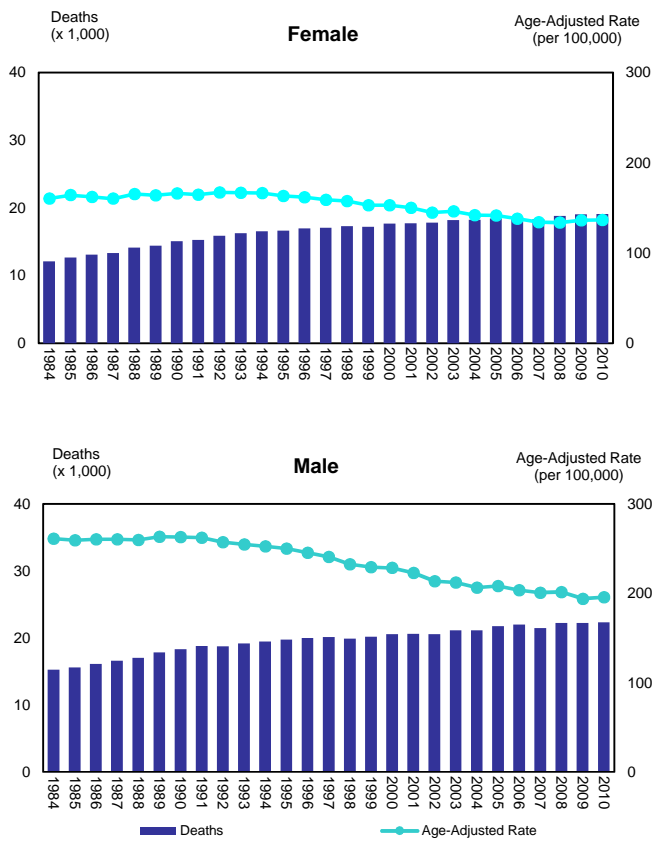 Deaths
(x 1,000)
Female
Age-Adjusted Rate
(per 100,000)
40
30
20
10
0
300
200
100
0
1984 1985 1986 1987 1988 1989 1990 1991 1992 1993 1994 1995 1996 1997 1998 1999 2000 2001 2002 2003 2004 2005 2006 2007 2008 2009 2010
Deaths
(x 1,000)
Male
Age-Adjusted Rate
(per 100,000)
40
30
20
10
0
300
200
100
0
1984 1985 1986 1987 1988 1989 1990 1991 1992 1993 1994 1995 1996 1997 1998 1999 2000 2001 2002 2003 2004 2005 2006 2007 2008 2009 2010
Deaths
Age-Adjusted Rate